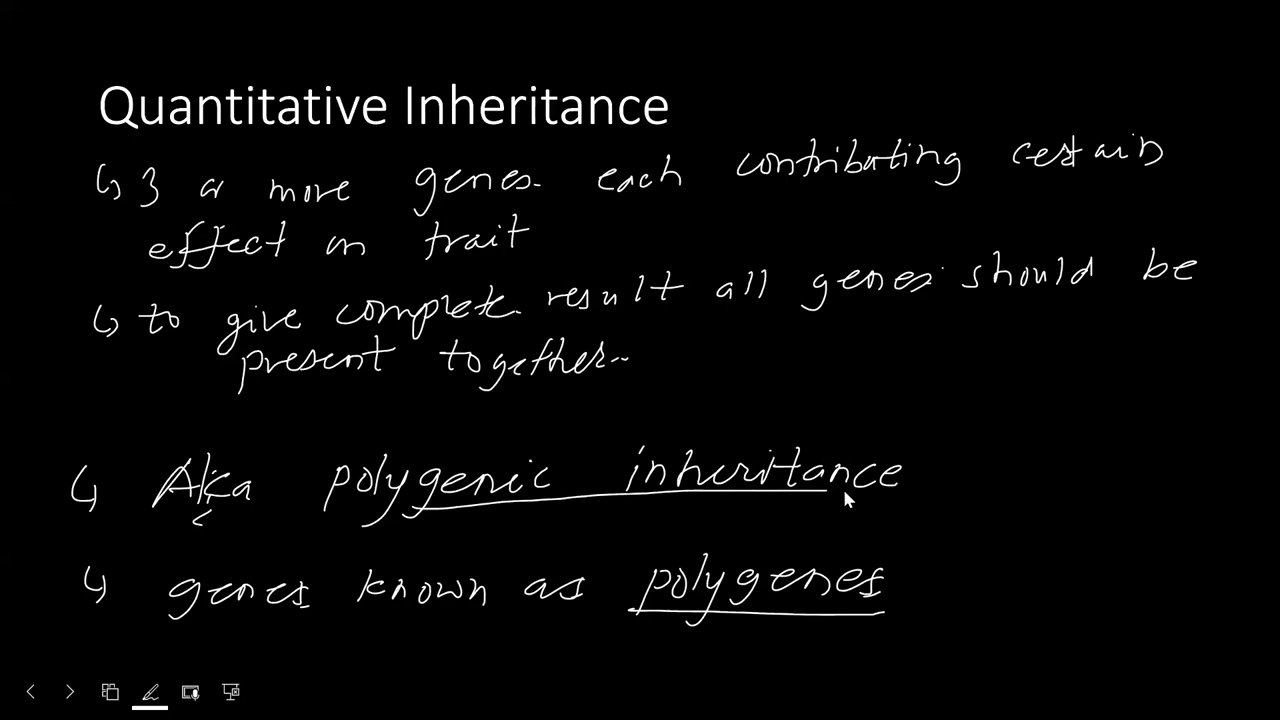 Quantitative Inheritance
↳ 3 or more genes each contributing certain
effect on trait
↳ to give complete result all genes should be
present together
↳ Aka polygenic inheritance
↳ genes known as polygenes